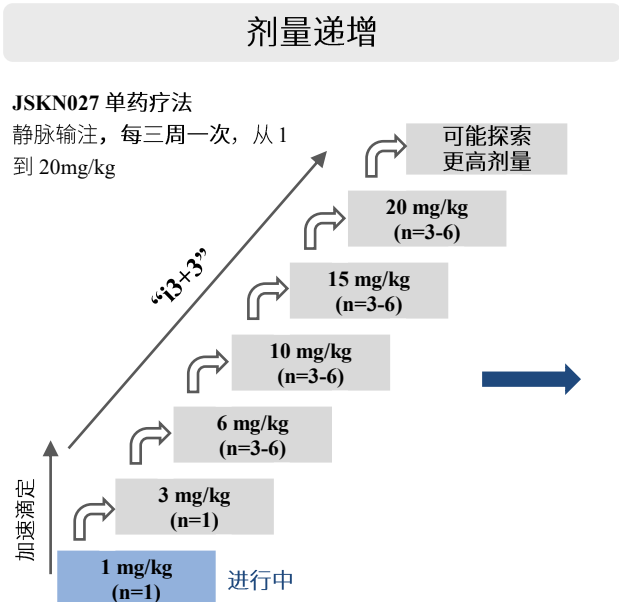 剂量递增
JSKN027 单药疗法
静脉输注，每三周一次，从 1
到 20mg/kg
可能探索
更高剂量
20 mg/kg
(n=3-6)
“i3+3”
15 mg/kg
(n=3-6)
10 mg/kg
(n=3-6)
6 mg/kg
(n=3-6)
加速滴定
3 mg/kg
(n=1)
1 mg/kg
(n=1)
进行中